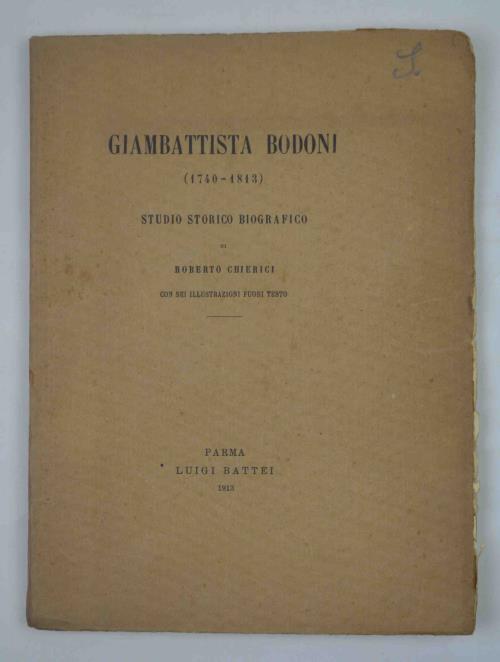 GIAMBATTISTA BODONI
(1740-1813)
STUDIO STORICO BIOGRAFICO
DI
ROBERTO CHIERICI
CON SEI ILLUSTRAZIONI FUORI TESTO
PARMA
LUIGI BATTEI
1913